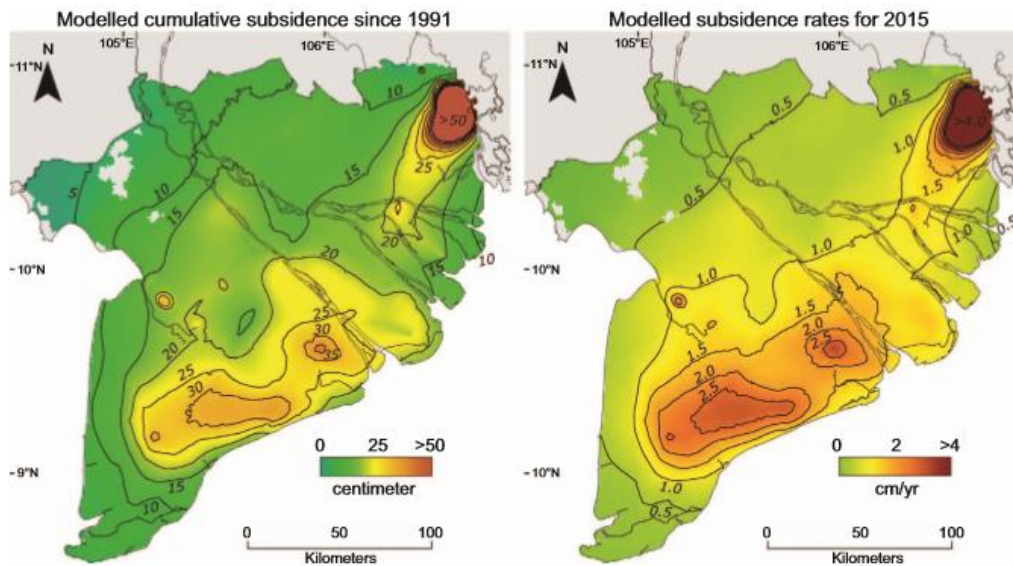 Modelled cumulative subsidence since 1991
105°E
106°E
N
11°N
10
>50
25
5
10
15
15
20
20
15
10
10°N
20
25
30
35
25
30
15
10
9°N
0 25 >50
centimeter
0 50 100
Kilometers
Modelled subsidence rates for 2015
105°E
106°E
N
11°N
0.5
>4.0
0.5
1.0
1.5
1.0
0.5
1.0
10°N
1.0
1.5
2.0
2.5
1.5
2.0
2.5
10°N
1.0
0.5
0 2 >4
cm/yr
0 50 100
Kilometers